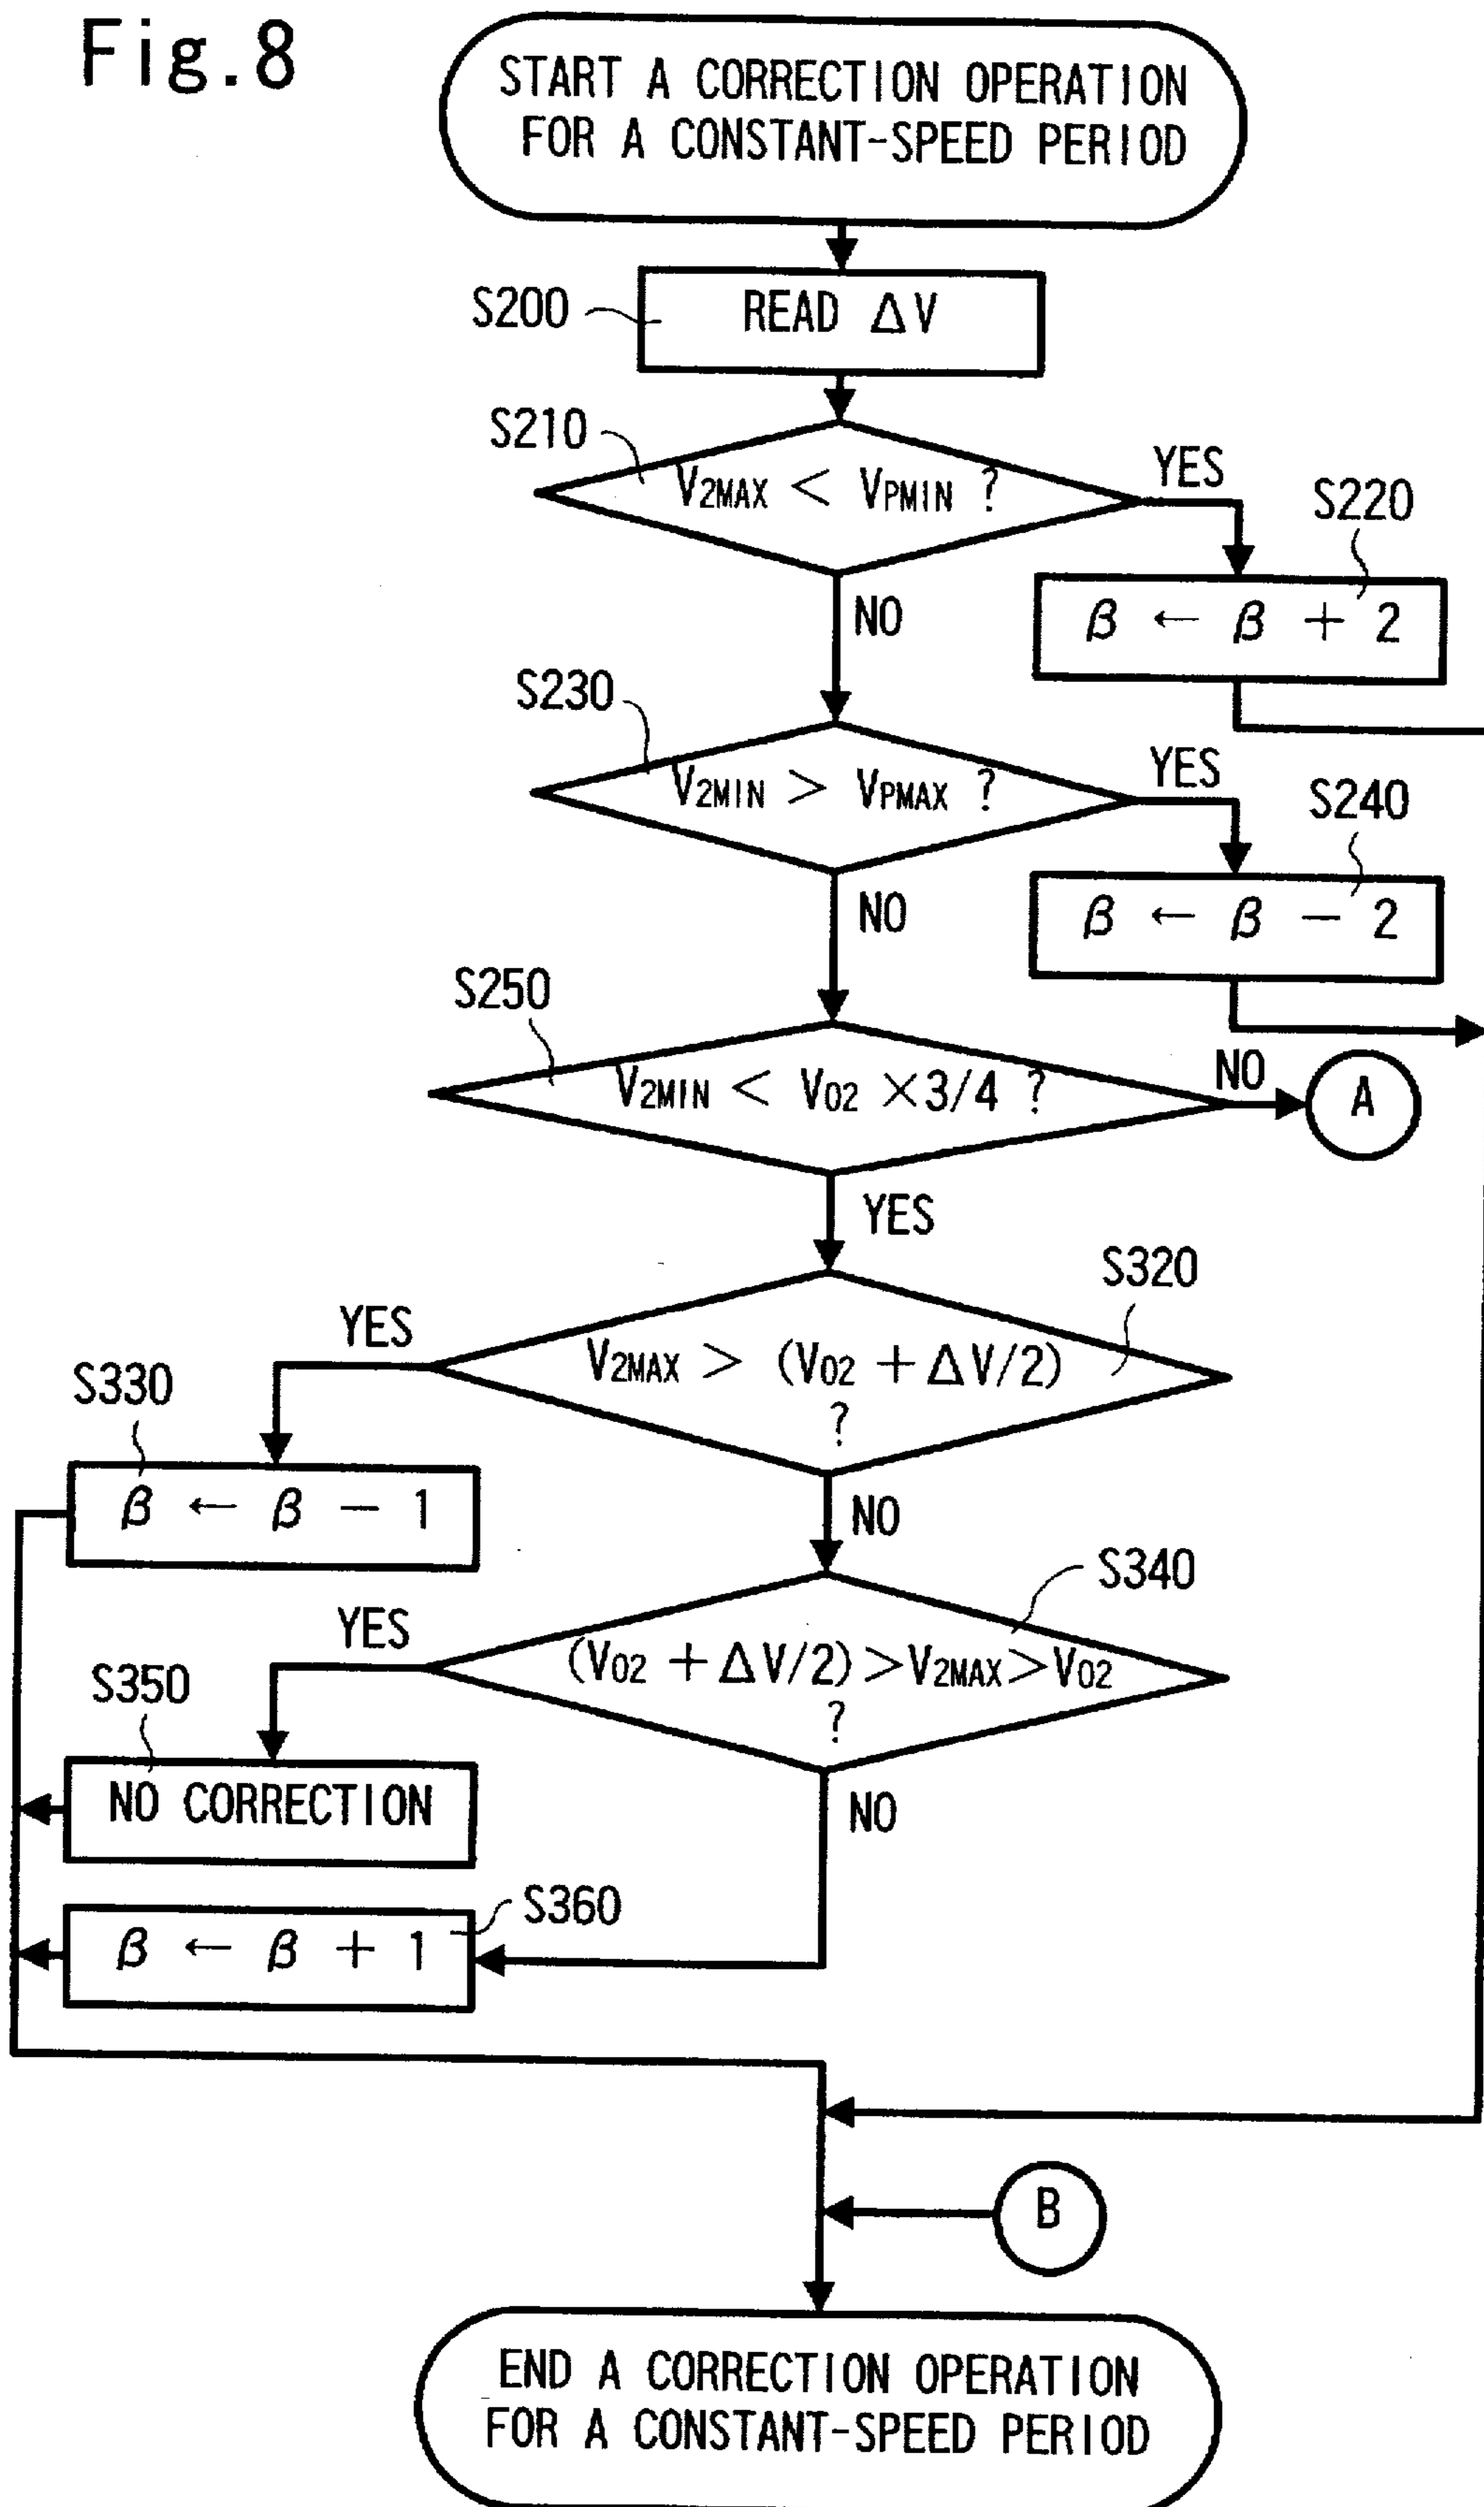 Fig.8
START A CORRECTION OPERATION
FOR A CONSTANT-SPEED PERIOD
S200
READ ΔV
S210
V2MAX < VPMIN ?
YES
S220
β ← β + 2
NO
S230
V2MIN > VPMAX ?
YES
S240
β ← β − 2
NO
S250
V2MIN < V02 ×3/4 ?
NO
A
YES
S320
YES
V2MAX > (V02 + ΔV/2)
?
S330
β ← β − 1
NO
S340
YES
(V02 + ΔV/2) >V2MAX>V02
?
S350
NO CORRECTION
NO
S360
β ← β + 1
B
END A CORRECTION OPERATION
FOR A CONSTANT-SPEED PERIOD